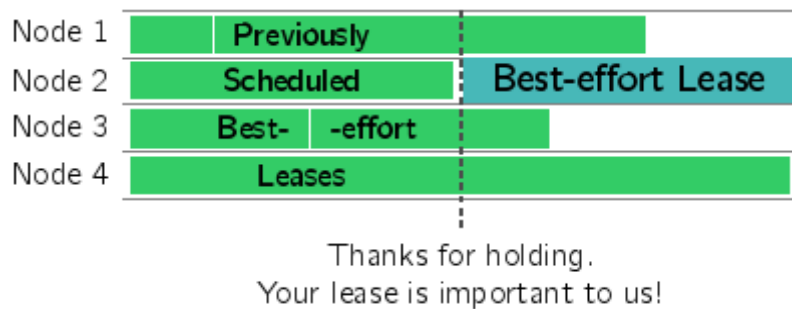 Node 1 Previously
Node 2 Scheduled Best-effort Lease
Node 3 Best- -effort
Node 4 Leases
Thanks for holding.
Your lease is important to us!